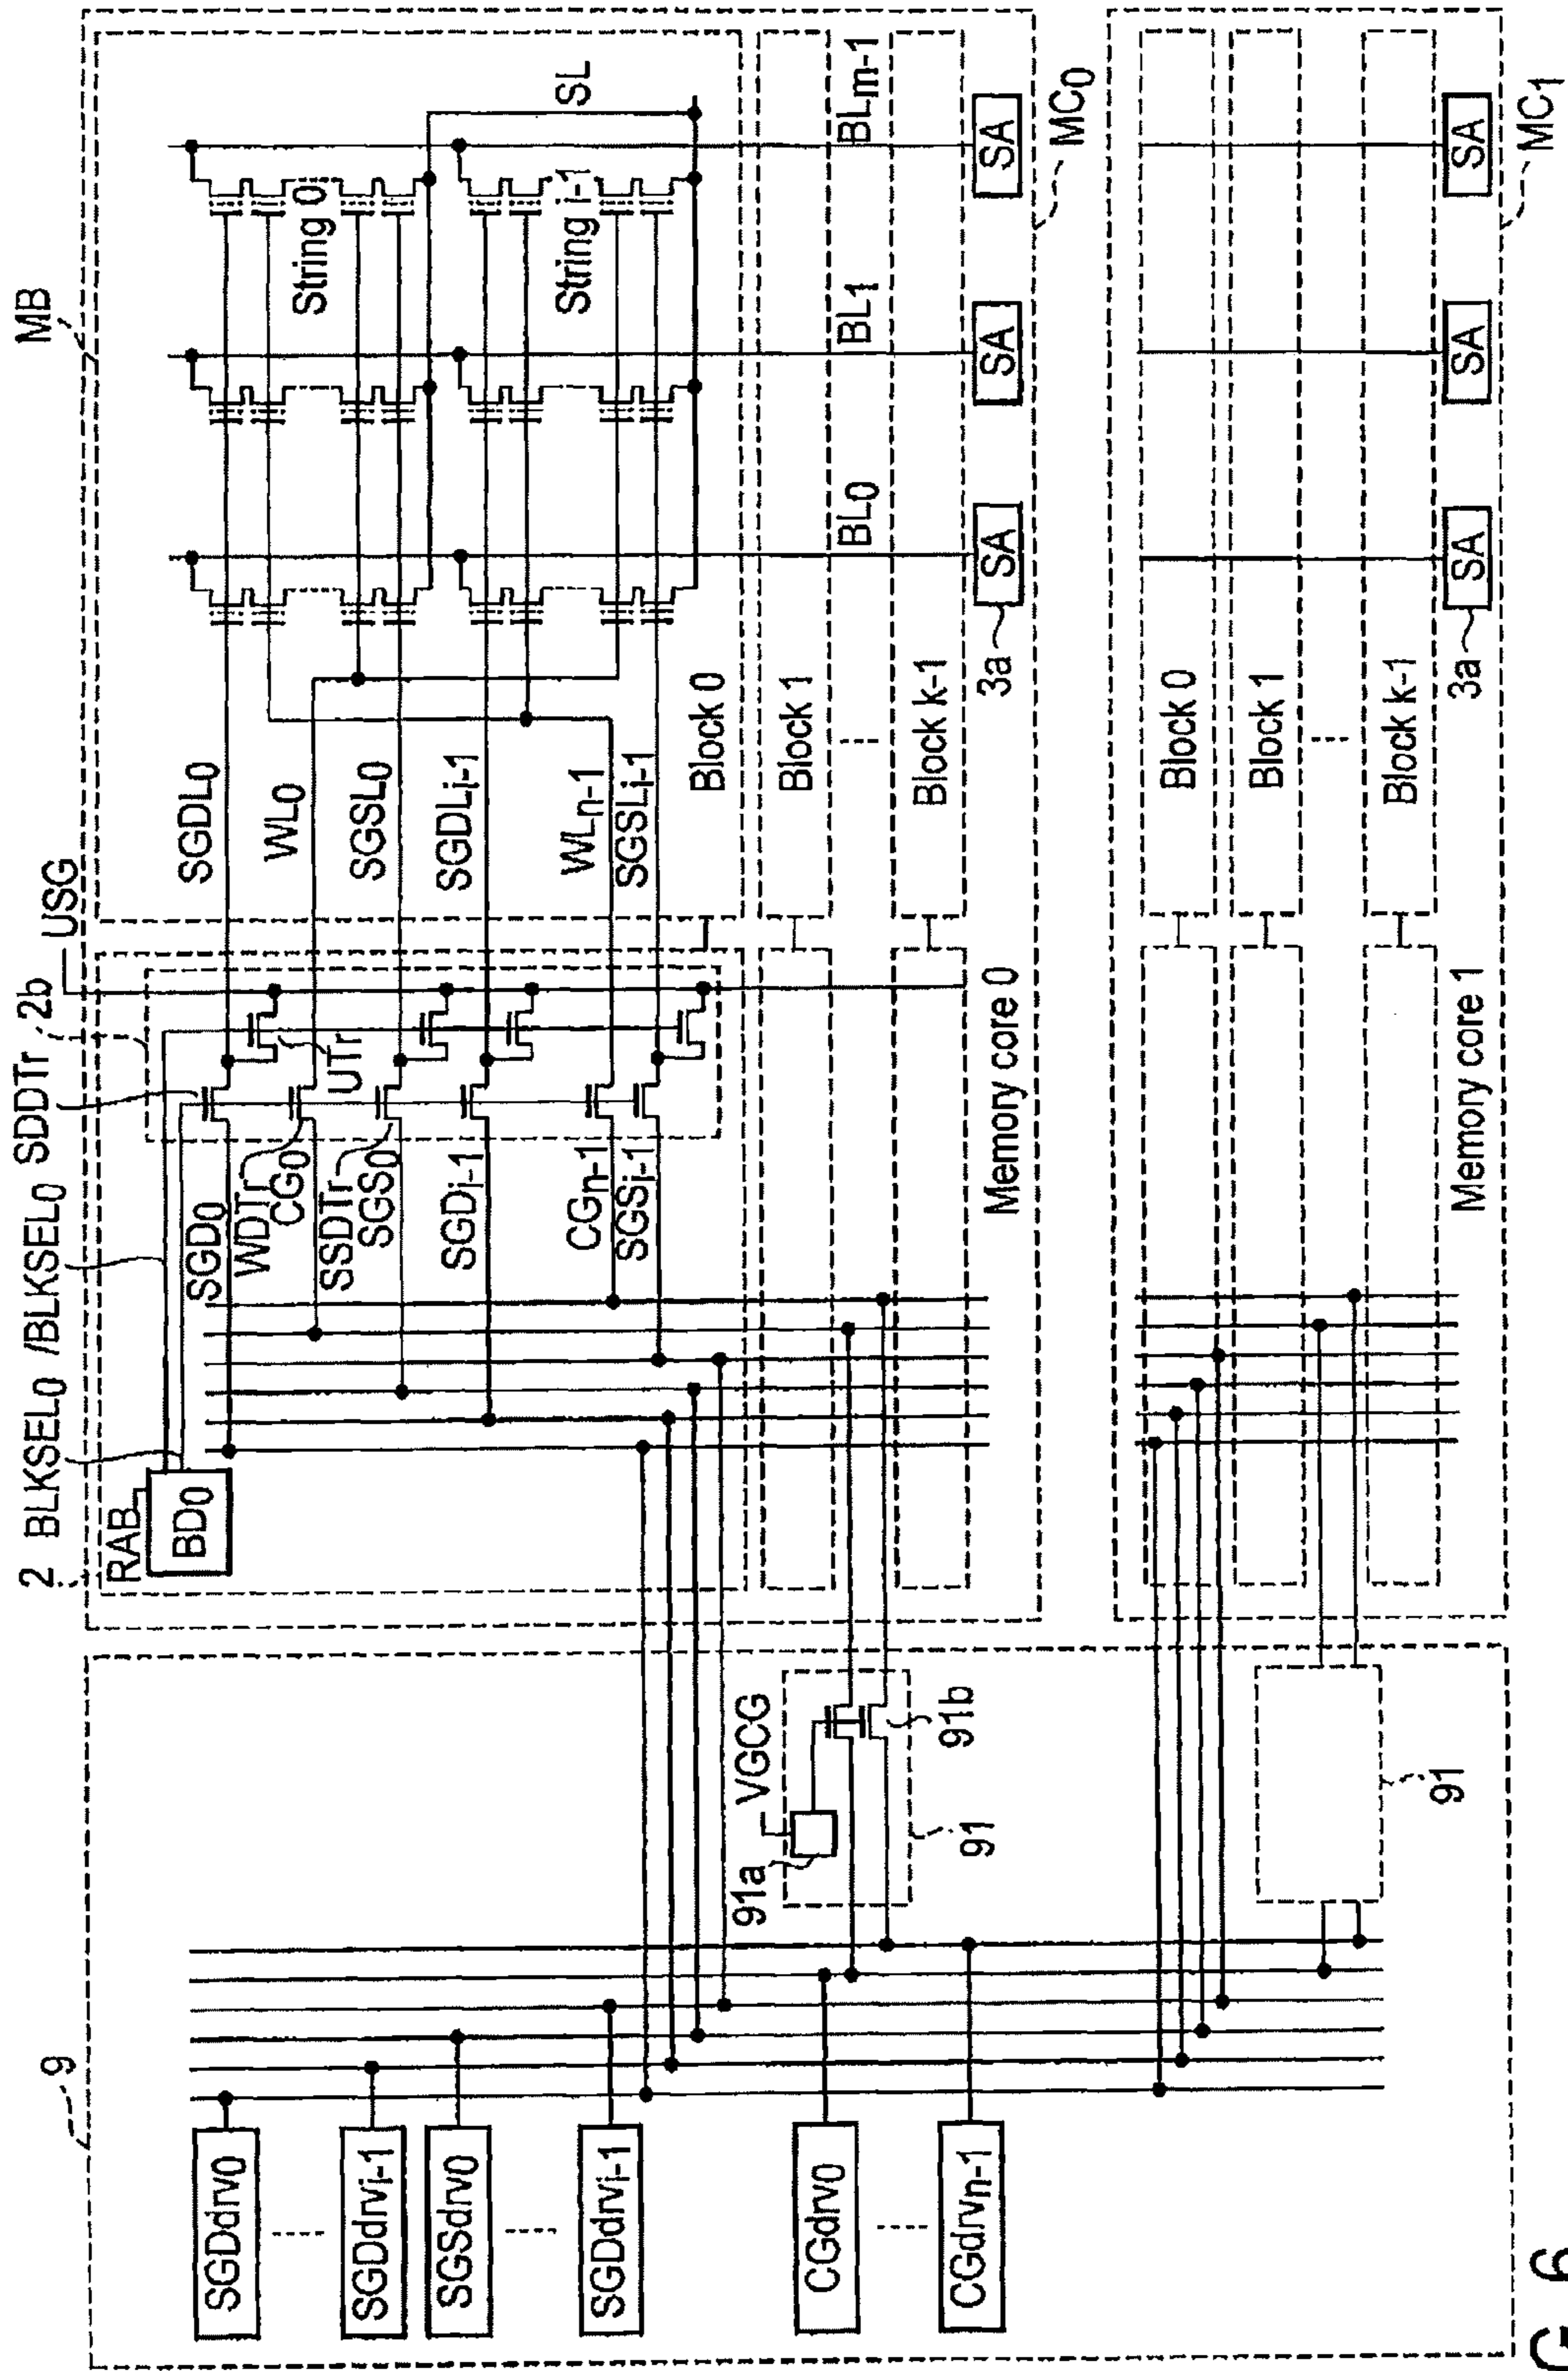 MB
SL
String 0
String i-1
BL0
BL1
BLm-1
SGDL0
WL0
SGSL0
SGDLi-1
WLn-1
SGSLi-1
Block 0
Block 1
Block k-1
3a
SA
SA
SA
MC0
USG
2b
SDDTr
UTr
/BLKSEL0
BLKSEL0
2
RAB
BD0
SGD0
WDTr
CG0
SSDTr
SGS0
SGDi-1
CGn-1
SGSi-1
Memory core 0
Block 0
Block 1
Block k-1
3a
SA
SA
SA
MC1
Memory core 1
9
SGDdrv0
SGDdrvi-1
SGSdrv0
SGDdrvi-1
CGdrv0
CGdrvn-1
VGCG
91a
91b
91
91
G. 6